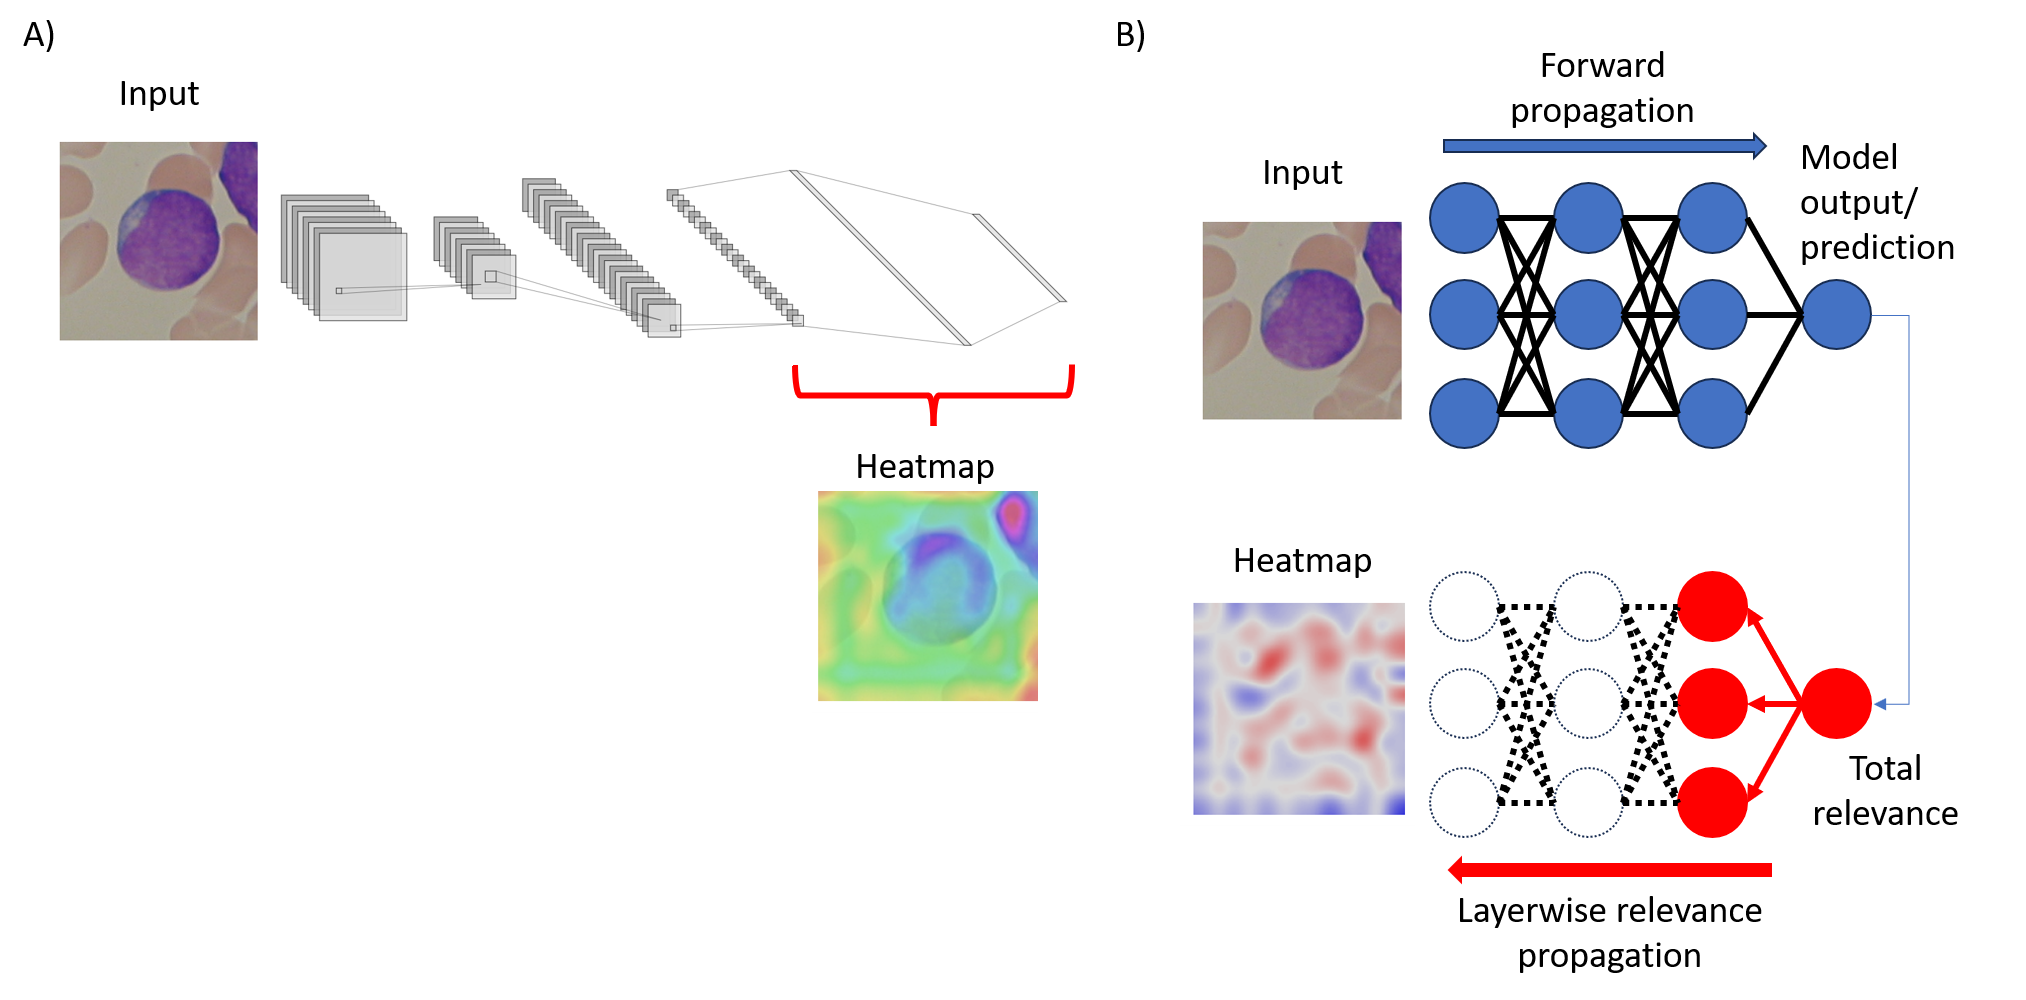 A)
Input
Heatmap
B)
Forward
propagation
Input
Model
output/
prediction
Heatmap
Total
relevance
Layerwise relevance
propagation